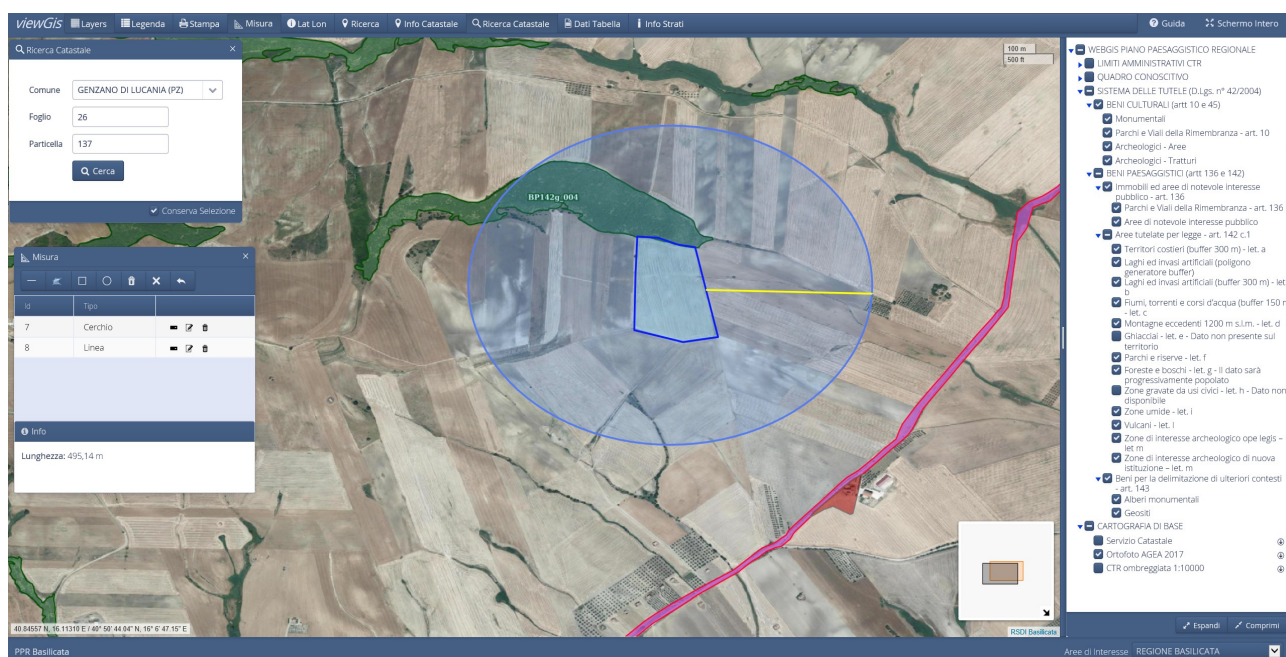 viewGis Layers Legenda Stampa Misura Lat Lon Ricerca Info Catastale Ricerca Catastale Dati Tabella Info Strati Guida Schermo Intero
Ricerca Catastale ×
Comune GENZANO DI LUCANIA (PZ)
Foglio 26
Particella 137
Cerca
Conserva Selezione
Misura ×
Id Tipo
7 Cerchio
8 Linea
Info
Lunghezza: 495,14 m
BP142g_004
100 m
500 ft
40.84557 N, 16.11310 E / 40° 50' 44.04" N, 16° 6' 47.15" E
RSDI Basilicata
WEBGIS PIANO PAESAGGISTICO REGIONALE
LIMITI AMMINISTRATIVI CTR
QUADRO CONOSCITIVO
SISTEMA DELLE TUTELE (D.Lgs. n° 42/2004)
BENI CULTURALI (artt 10 e 45)
Monumentali
Parchi e Viali della Rimembranza - art. 10
Archeologici - Aree
Archeologici - Tratturi
BENI PAESAGGISTICI (artt 136 e 142)
Immobili ed aree di notevole interesse
pubblico - art. 136
Parchi e Viali della Rimembranza - art. 136
Aree di notevole interesse pubblico
Aree tutelate per legge - art. 142 c.1
Territori costieri (buffer 300 m) - let. a
Laghi ed invasi artificiali (poligono
generatore buffer)
Laghi ed invasi artificiali (buffer 300 m) - let.
b
Fiumi, torrenti e corsi d'acqua (buffer 150 m
- let. c
Montagne eccedenti 1200 m s.l.m. - let. d
Ghiacciai - let. e - Dato non presente sul
territorio
Parchi e riserve - let. f
Foreste e boschi - let. g - Il dato sarà
progressivamente popolato
Zone gravate da usi civici - let. h - Dato non
disponibile
Zone umide - let. i
Vulcani - let. l
Zone di interesse archeologico ope legis –
let m
Zone di interesse archeologico di nuova
istituzione – let. m
Beni per la delimitazione di ulteriori contesti
- art. 143
Alberi monumentali
Geositi
CARTOGRAFIA DI BASE
Servizio Catastale
Ortofoto AGEA 2017
CTR ombreggiata 1:10000
Espandi Comprimi
PPR Basilicata Aree di interesse REGIONE BASILICATA